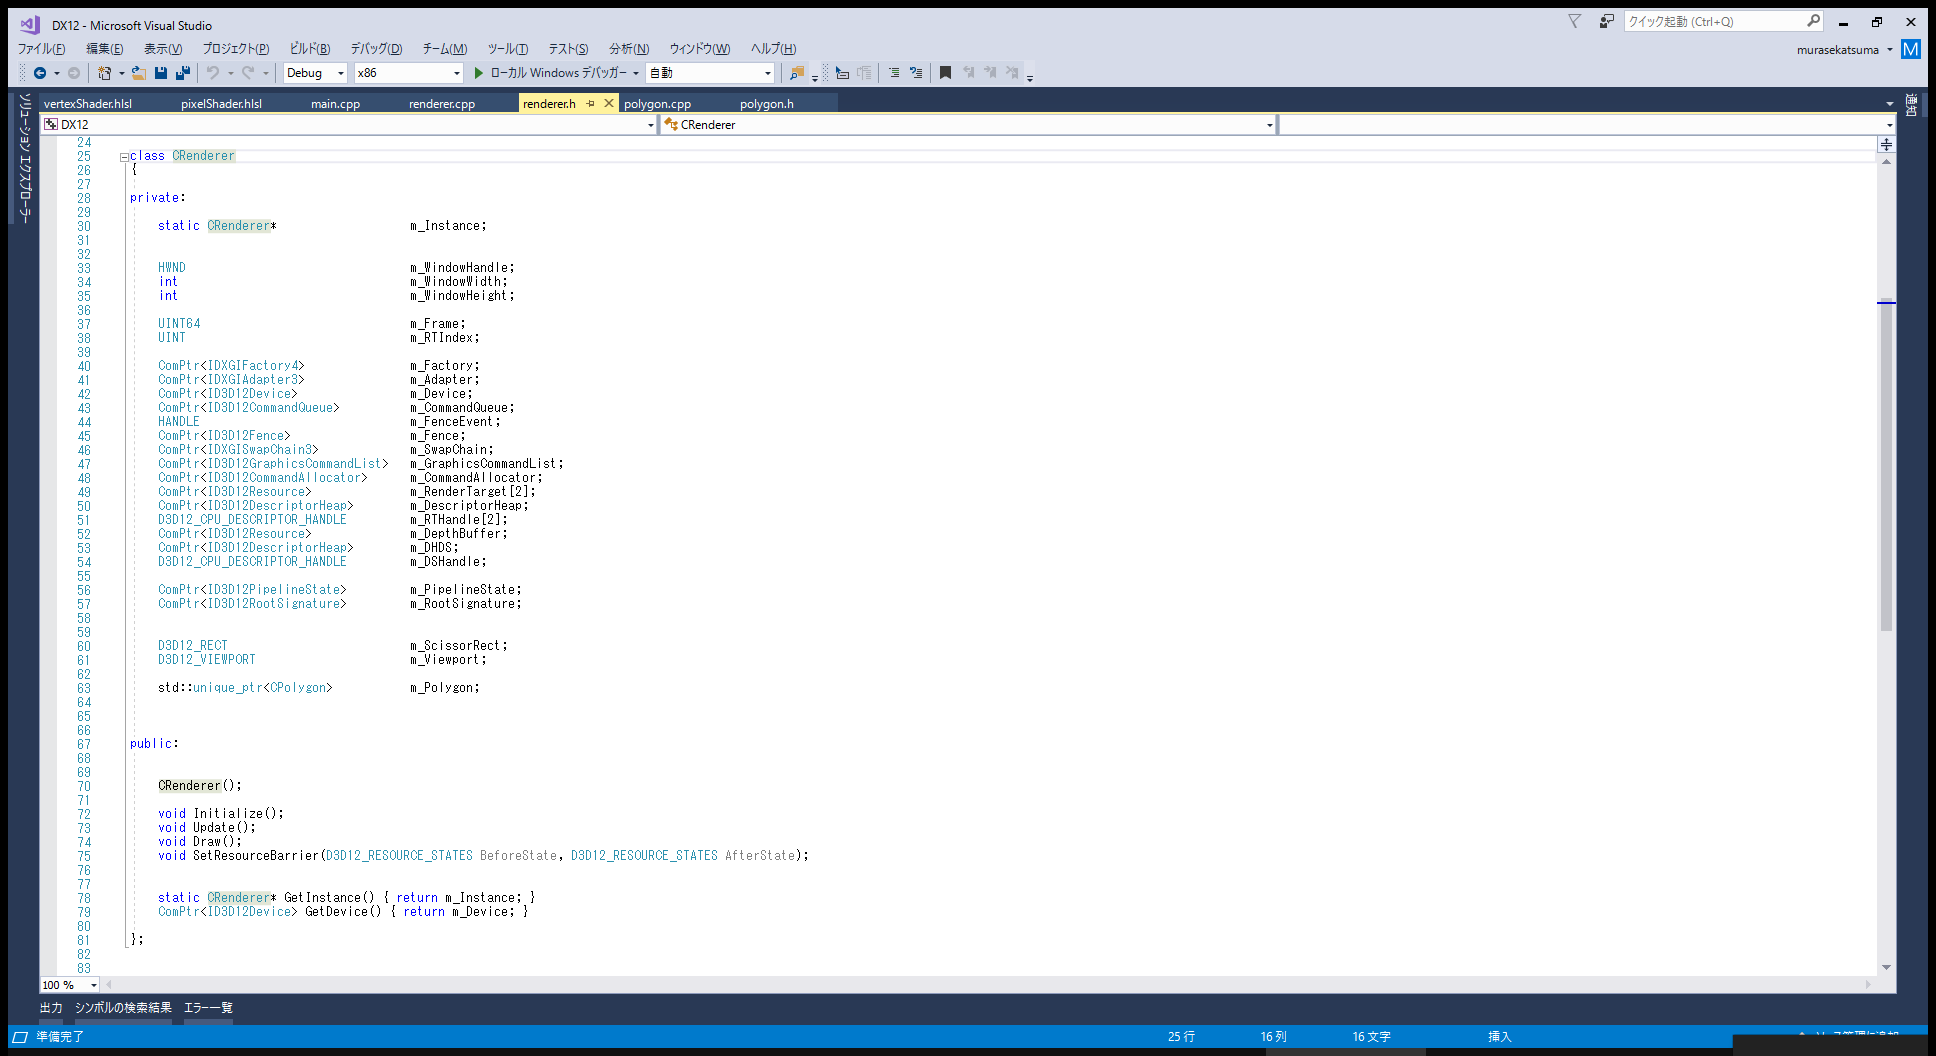 DX12 - Microsoft Visual Studio
クイック起動 (Ctrl+Q)
ファイル(F) 編集(E) 表示(V) プロジェクト(P) ビルド(B) デバッグ(D) チーム(M) ツール(T) テスト(S) 分析(N) ウィンドウ(W) ヘルプ(H)
murasekatsuma M
Debug x86 ローカル Windows デバッガー 自動
ソリューション エクスプローラー
通知
vertexShader.hlsl pixelShader.hlsl main.cpp renderer.cpp renderer.h polygon.cpp polygon.h
DX12 CRenderer
24
25 class CRenderer
26 {
27
28 private:
29
30 static CRenderer* m_Instance;
31
32
33 HWND m_WindowHandle;
34 int m_WindowWidth;
35 int m_WindowHeight;
36
37 UINT64 m_Frame;
38 UINT m_RTIndex;
39
40 ComPtr<IDXGIFactory4> m_Factory;
41 ComPtr<IDXGIAdapter3> m_Adapter;
42 ComPtr<ID3D12Device> m_Device;
43 ComPtr<ID3D12CommandQueue> m_CommandQueue;
44 HANDLE m_FenceEvent;
45 ComPtr<ID3D12Fence> m_Fence;
46 ComPtr<IDXGISwapChain3> m_SwapChain;
47 ComPtr<ID3D12GraphicsCommandList> m_GraphicsCommandList;
48 ComPtr<ID3D12CommandAllocator> m_CommandAllocator;
49 ComPtr<ID3D12Resource> m_RenderTarget[2];
50 ComPtr<ID3D12DescriptorHeap> m_DescriptorHeap;
51 D3D12_CPU_DESCRIPTOR_HANDLE m_RTHandle[2];
52 ComPtr<ID3D12Resource> m_DepthBuffer;
53 ComPtr<ID3D12DescriptorHeap> m_DHDS;
54 D3D12_CPU_DESCRIPTOR_HANDLE m_DSHandle;
55
56 ComPtr<ID3D12PipelineState> m_PipelineState;
57 ComPtr<ID3D12RootSignature> m_RootSignature;
58
59
60 D3D12_RECT m_ScissorRect;
61 D3D12_VIEWPORT m_Viewport;
62
63 std::unique_ptr<CPolygon> m_Polygon;
64
65
66
67 public:
68
69
70 CRenderer();
71
72 void Initialize();
73 void Update();
74 void Draw();
75 void SetResourceBarrier(D3D12_RESOURCE_STATES BeforeState, D3D12_RESOURCE_STATES AfterState);
76
77
78 static CRenderer* GetInstance() { return m_Instance; }
79 ComPtr<ID3D12Device> GetDevice() { return m_Device; }
80
81 };
82
83
100 %
出力 シンボルの検索結果 エラー一覧
準備完了 25 行 16 列 16 文字 挿入